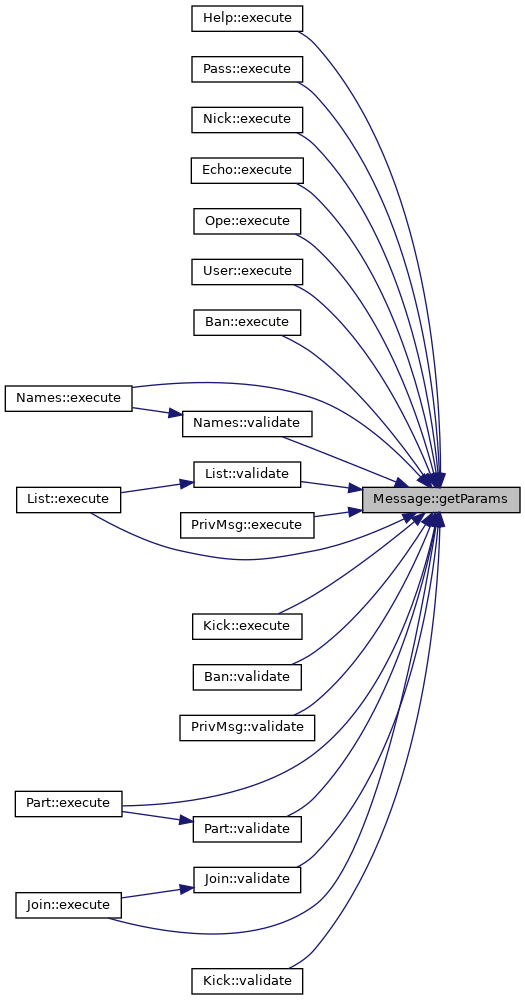 Help::execute
Pass::execute
Nick::execute
Echo::execute
Ope::execute
User::execute
Ban::execute
Names::execute
Names::validate
List::validate
List::execute
Message::getParams
PrivMsg::execute
Kick::execute
Ban::validate
PrivMsg::validate
Part::execute
Part::validate
Join::validate
Join::execute
Kick::validate